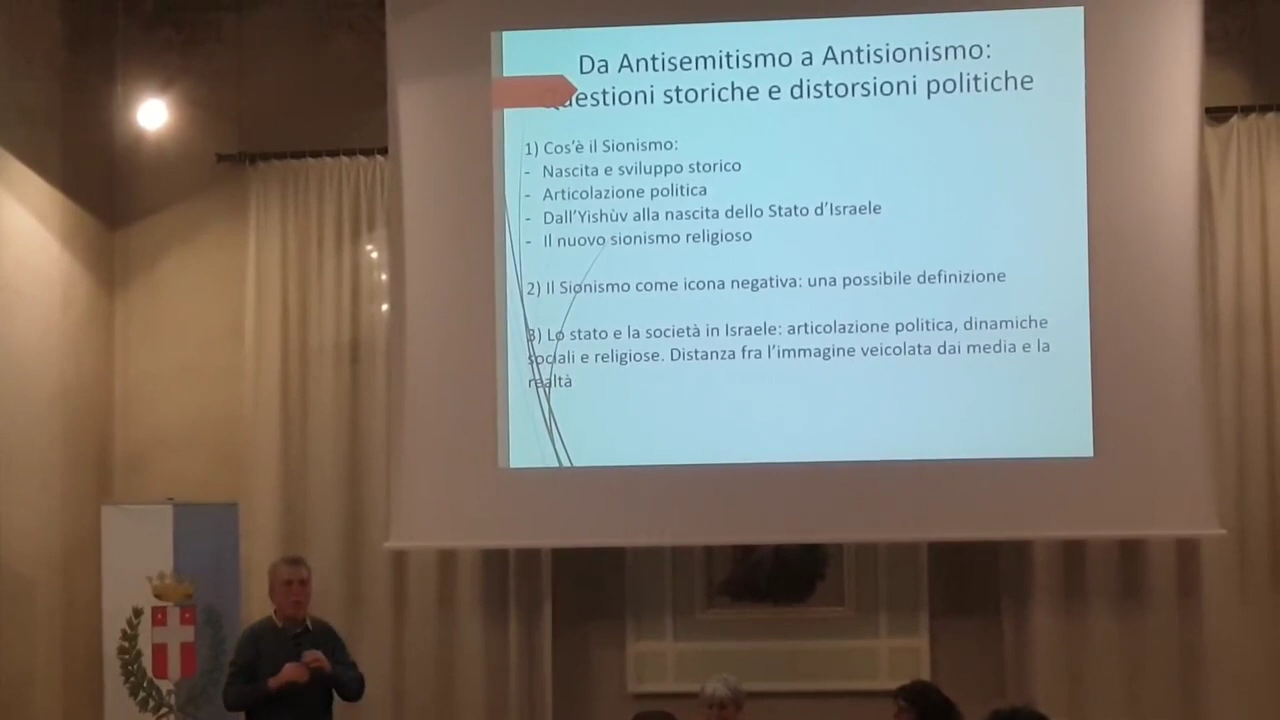 Da Antisemitismo a Antisionismo:
Questioni storiche e distorsioni politiche
1) Cos'è il Sionismo:
- Nascita e sviluppo storico
- Articolazione politica
- Dall'Yishùv alla nascita dello Stato d'Israele
- Il nuovo sionismo religioso
2) Il Sionismo come icona negativa: una possibile definizione
3) Lo stato e la società in Israele: articolazione politica, dinamiche
sociali e religiose. Distanza fra l'immagine veicolata dai media e la
realtà